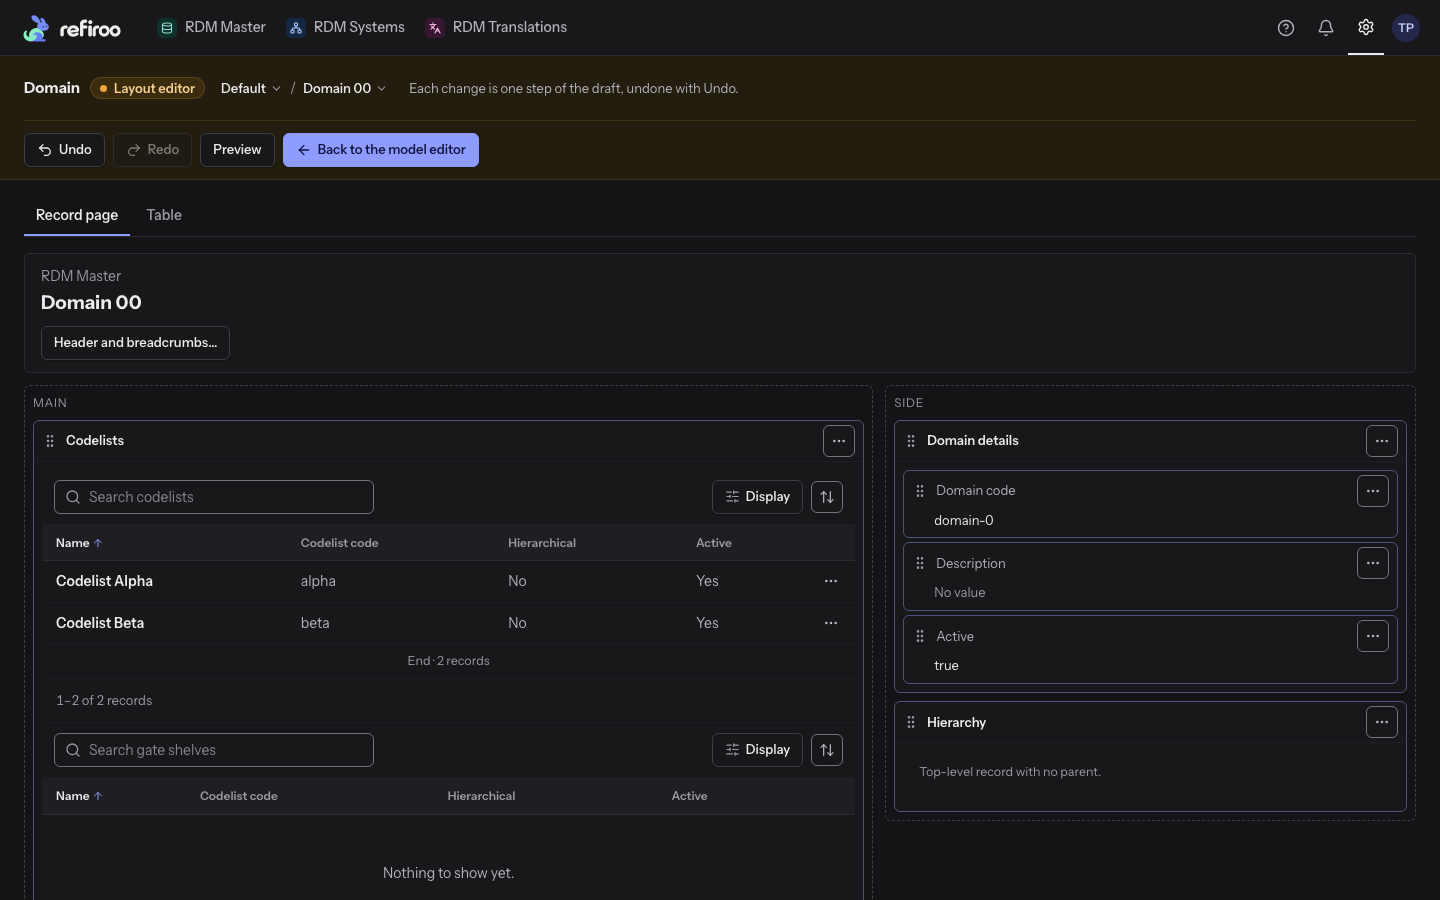 refiroo RDM Master RDM Systems RDM Translations TP
Domain Layout editor Default / Domain 00 Each change is one step of the draft, undone with Undo.
Undo Redo Preview Back to the model editor
Record page Table
RDM Master
Domain 00
Header and breadcrumbs...
MAIN
Codelists
Search codelists Display
Name Codelist code Hierarchical Active
Codelist Alpha alpha No Yes
Codelist Beta beta No Yes
End · 2 records
1–2 of 2 records
Search gate shelves Display
Name Codelist code Hierarchical Active
Nothing to show yet.
SIDE
Domain details
Domain code
domain-0
Description
No value
Active
true
Hierarchy
Top-level record with no parent.